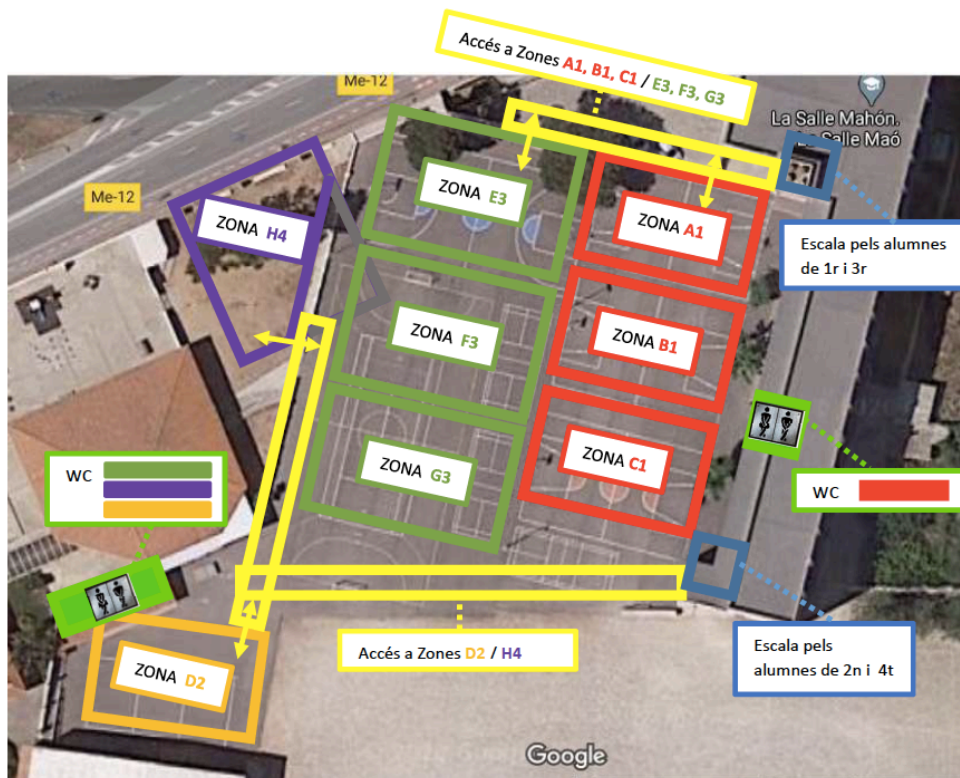 Accés a Zones A1, B1, C1 / E3, F3, G3
Me-12
La Salle Mahón.
La Salle Maó
Me-12
ZONA E3
ZONA H4
ZONA A1
Escala pels alumnes
de 1r i 3r
ZONA F3
ZONA B1
ZONA G3
ZONA C1
WC
WC
Accés a Zones D2 / H4
Escala pels
alumnes de 2n i 4t
ZONA D2
Google